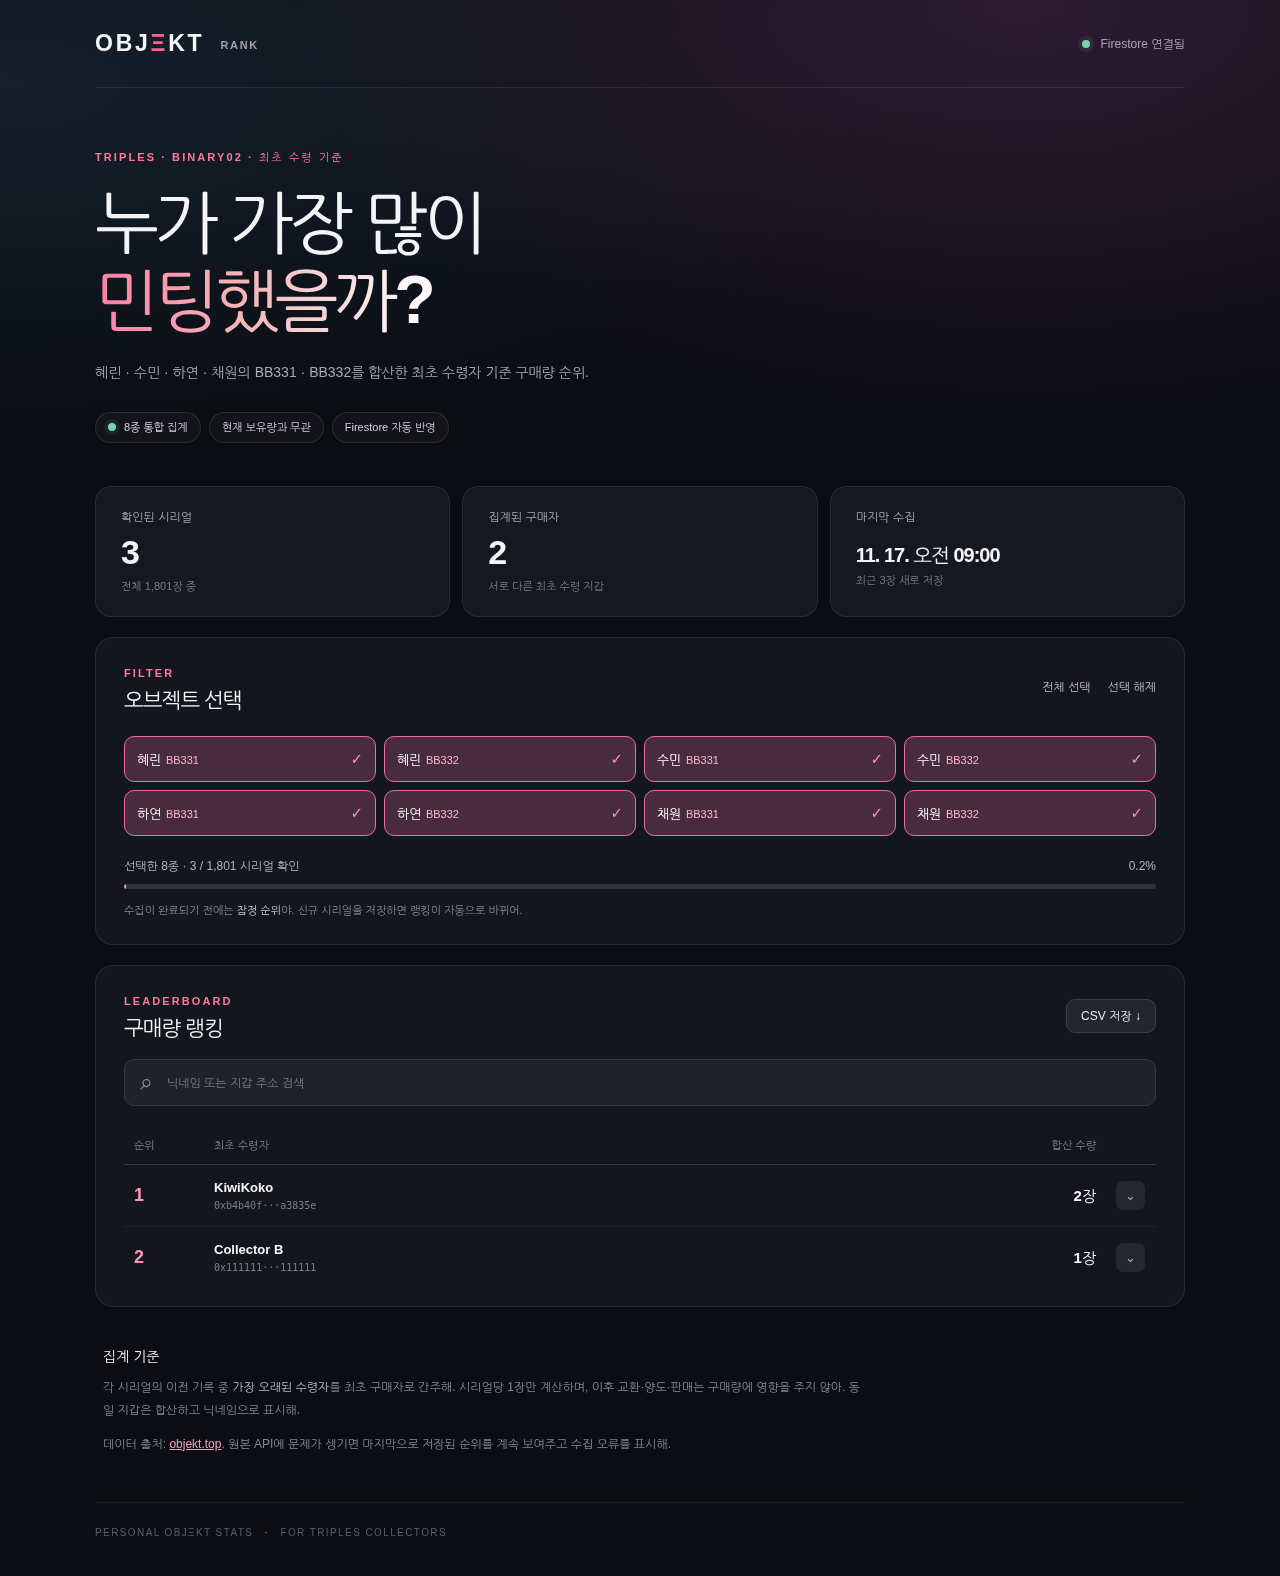 OBJΞKT RANK
Firestore 연결됨
TRIPLES · BINARY02 · 최초 수령 기준
누가 가장 많이
민팅했을까?
혜린 · 수민 · 하연 · 채원의 BB331 · BB332를 합산한 최초 수령자 기준 구매량 순위.
8종 통합 집계
현재 보유량과 무관
Firestore 자동 반영
확인된 시리얼
3
전체 1,801장 중
집계된 구매자
2
서로 다른 최초 수령 지갑
마지막 수집
11. 17. 오전 09:00
최근 3장 새로 저장
FILTER
오브젝트 선택
전체 선택 선택 해제
혜린 BB331 ✓
혜린 BB332 ✓
수민 BB331 ✓
수민 BB332 ✓
하연 BB331 ✓
하연 BB332 ✓
채원 BB331 ✓
채원 BB332 ✓
선택한 8종 · 3 / 1,801 시리얼 확인 0.2%
수집이 완료되기 전에는 잠정 순위야. 신규 시리얼을 저장하면 랭킹이 자동으로 바뀌어.
LEADERBOARD
구매량 랭킹
CSV 저장 ↓
닉네임 또는 지갑 주소 검색
순위 최초 수령자 합산 수량
1 KiwiKoko 2장
0xb4b40f···a3835e
2 Collector B 1장
0x111111···111111
집계 기준
각 시리얼의 이전 기록 중 가장 오래된 수령자를 최초 구매자로 간주해. 시리얼당 1장만 계산하며, 이후 교환·양도·판매는 구매량에 영향을 주지 않아. 동
일 지갑은 합산하고 닉네임으로 표시해.
데이터 출처: objekt.top. 원본 API에 문제가 생기면 마지막으로 저장된 순위를 계속 보여주고 수집 오류를 표시해.
PERSONAL OBJΞKT STATS · FOR TRIPLES COLLECTORS